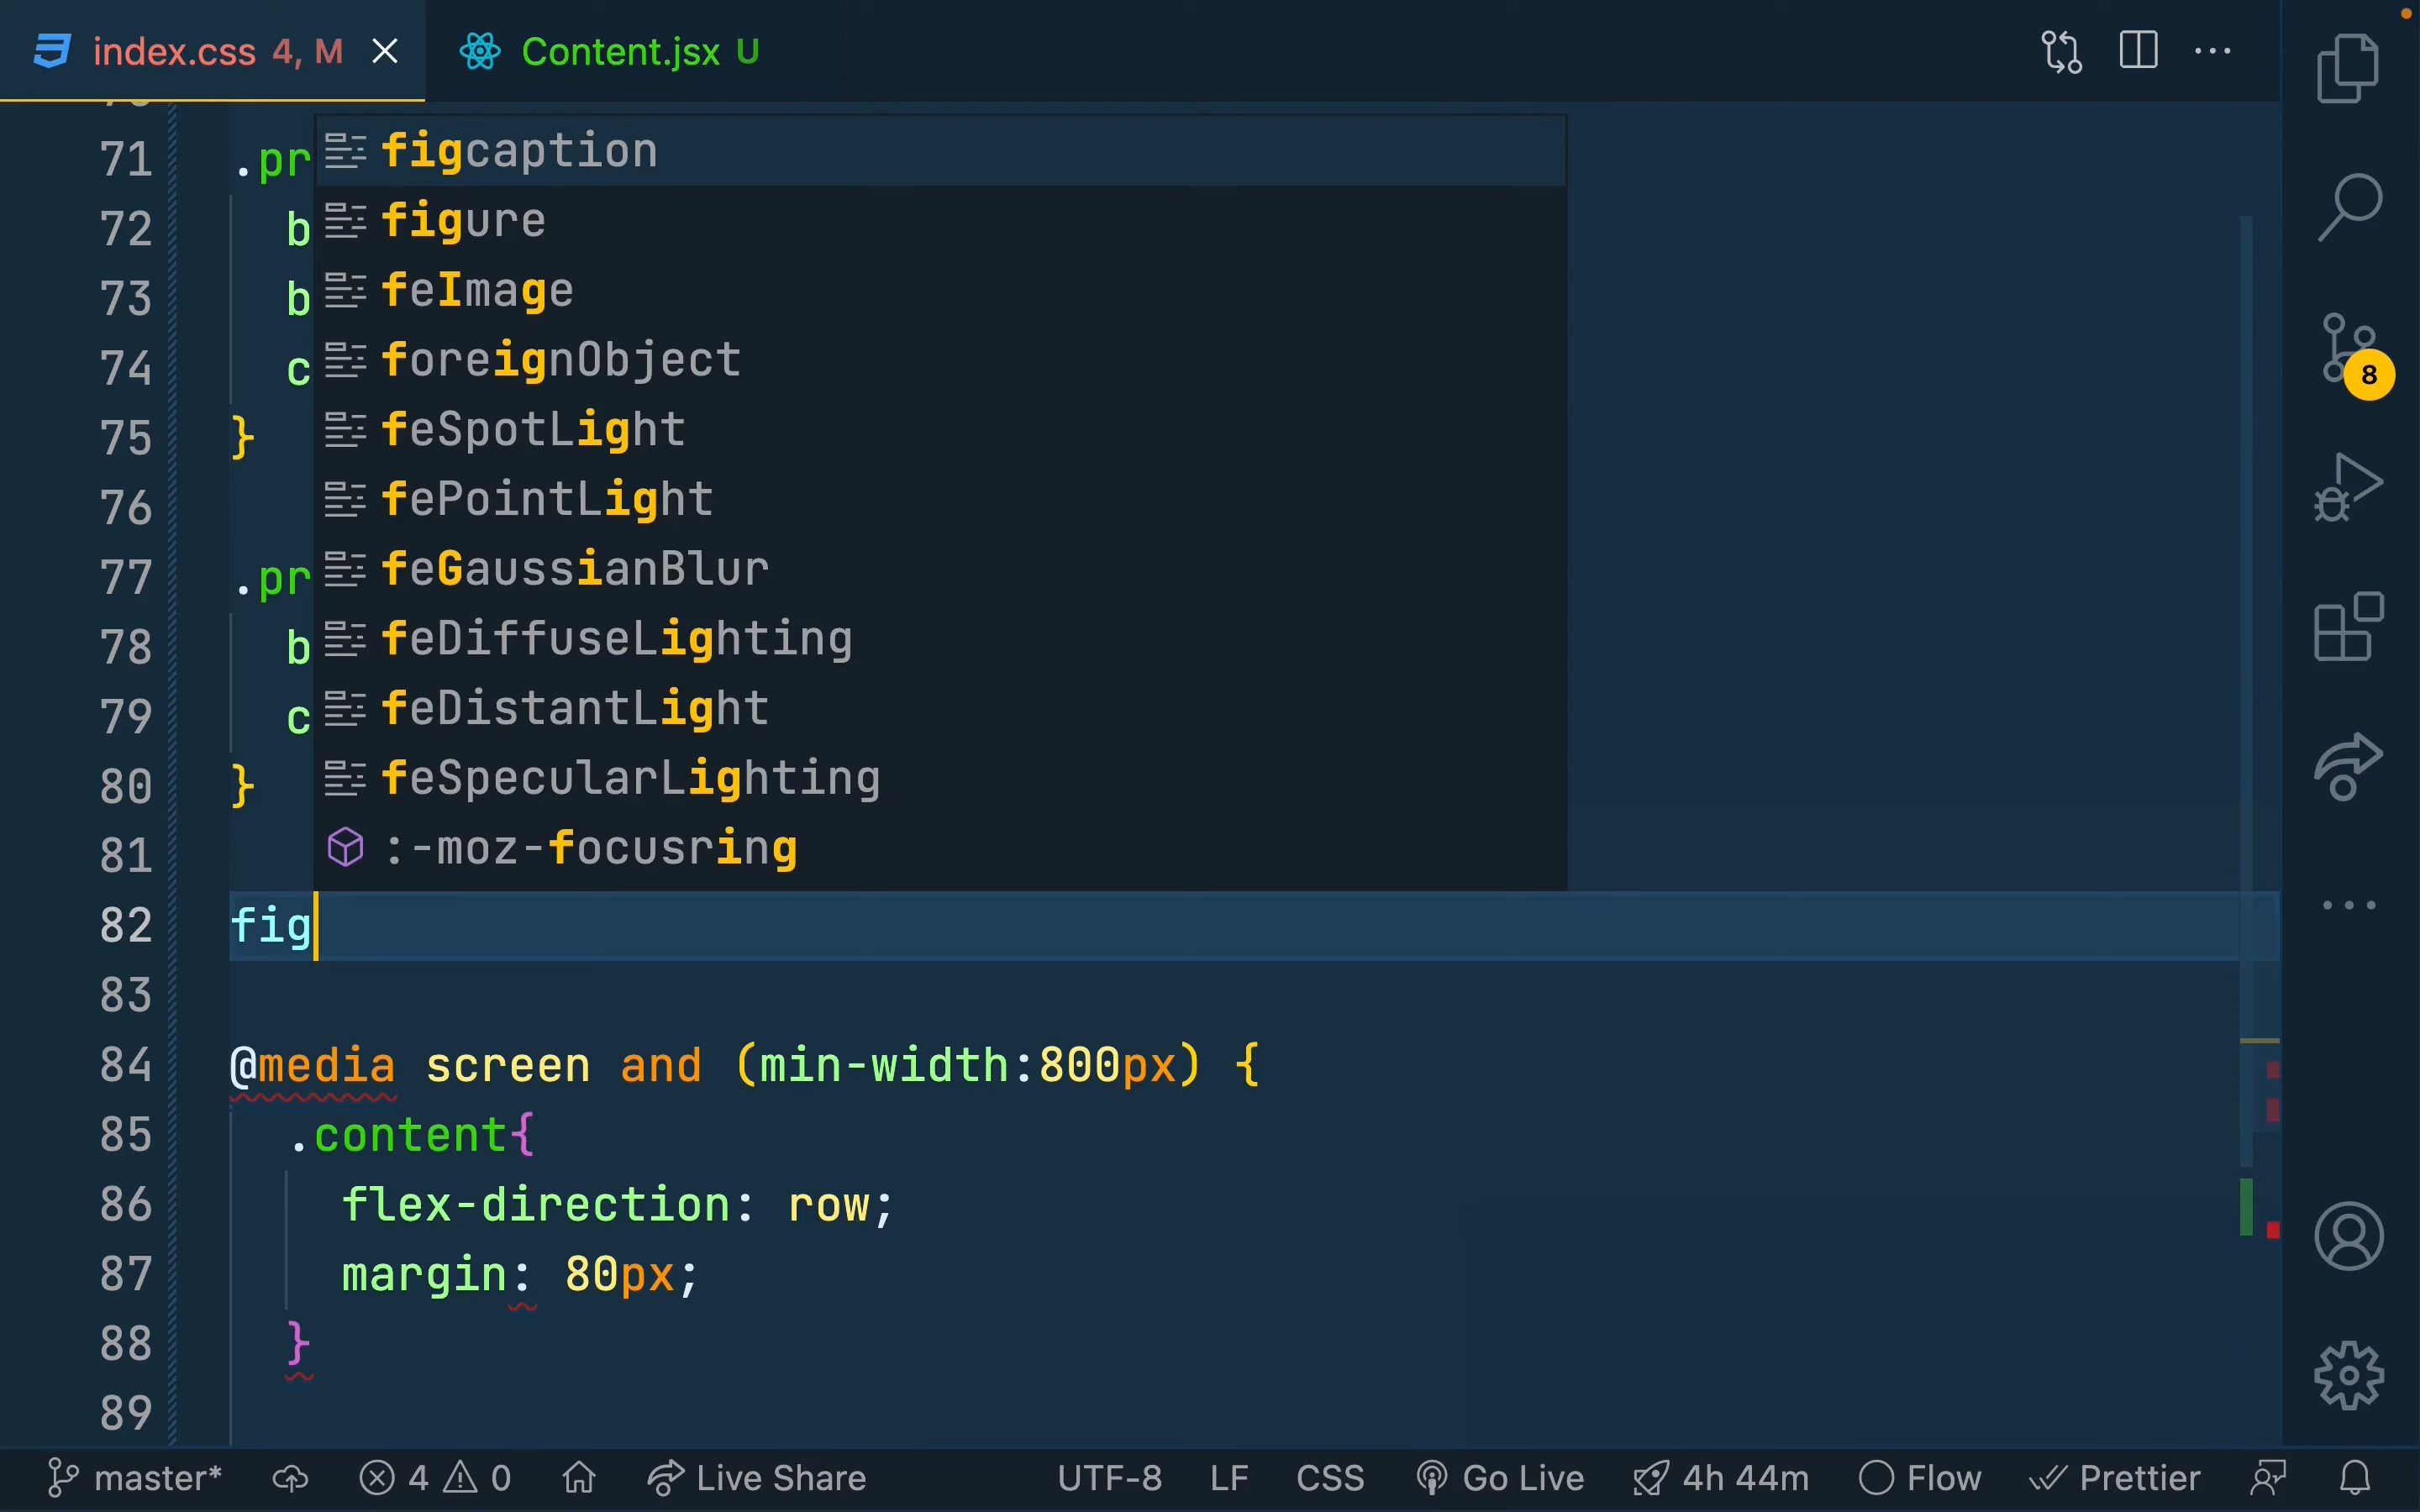 index.css 4, M Content.jsx U
71 .pr
72 b
73 b
74 c
75 }
76
77 .pr
78 b
79 c
80 }
81
figcaption
figure
feImage
foreignObject
feSpotLight
fePointLight
feGaussianBlur
feDiffuseLighting
feDistantLight
feSpecularLighting
:-moz-focusring
82 fig
83
84 @media screen and (min-width:800px) {
85 .content{
86 flex-direction: row;
87 margin: 80px;
88 }
89
8
master* 4 0 Live Share UTF-8 LF CSS Go Live 4h 44m Flow Prettier